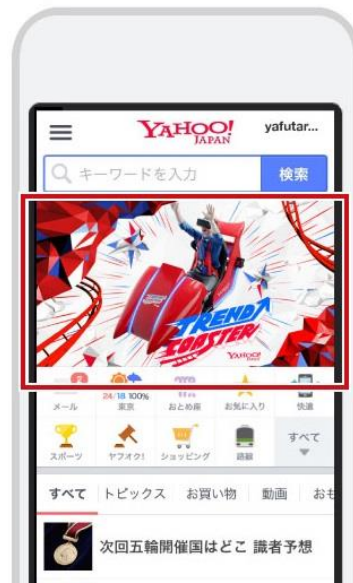 YAHOO!
JAPAN
yafutar...
キーワードを入力
検索
TREND
COASTER
YAHOO!
JAPAN
メール
24/18 100%
東京
おとめ座
お気に入り
快適
スポーツ
ヤフオク!
ショッピング
路線
すべて
すべて トピックス お買い物 動画 おも
次回五輪開催国はどこ 識者予想